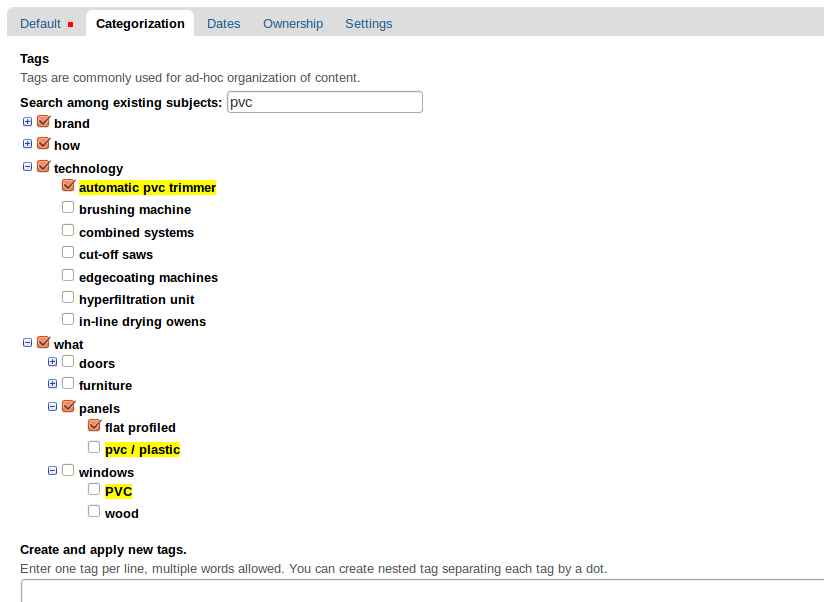 Default Categorization Dates Ownership Settings
Tags
Tags are commonly used for ad-hoc organization of content.
Search among existing subjects: pvc
brand
how
technology
automatic pvc trimmer
brushing machine
combined systems
cut-off saws
edgecoating machines
hyperfiltration unit
in-line drying owens
what
doors
furniture
panels
flat profiled
pvc / plastic
windows
PVC
wood
Create and apply new tags.
Enter one tag per line, multiple words allowed. You can create nested tag separating each tag by a dot.